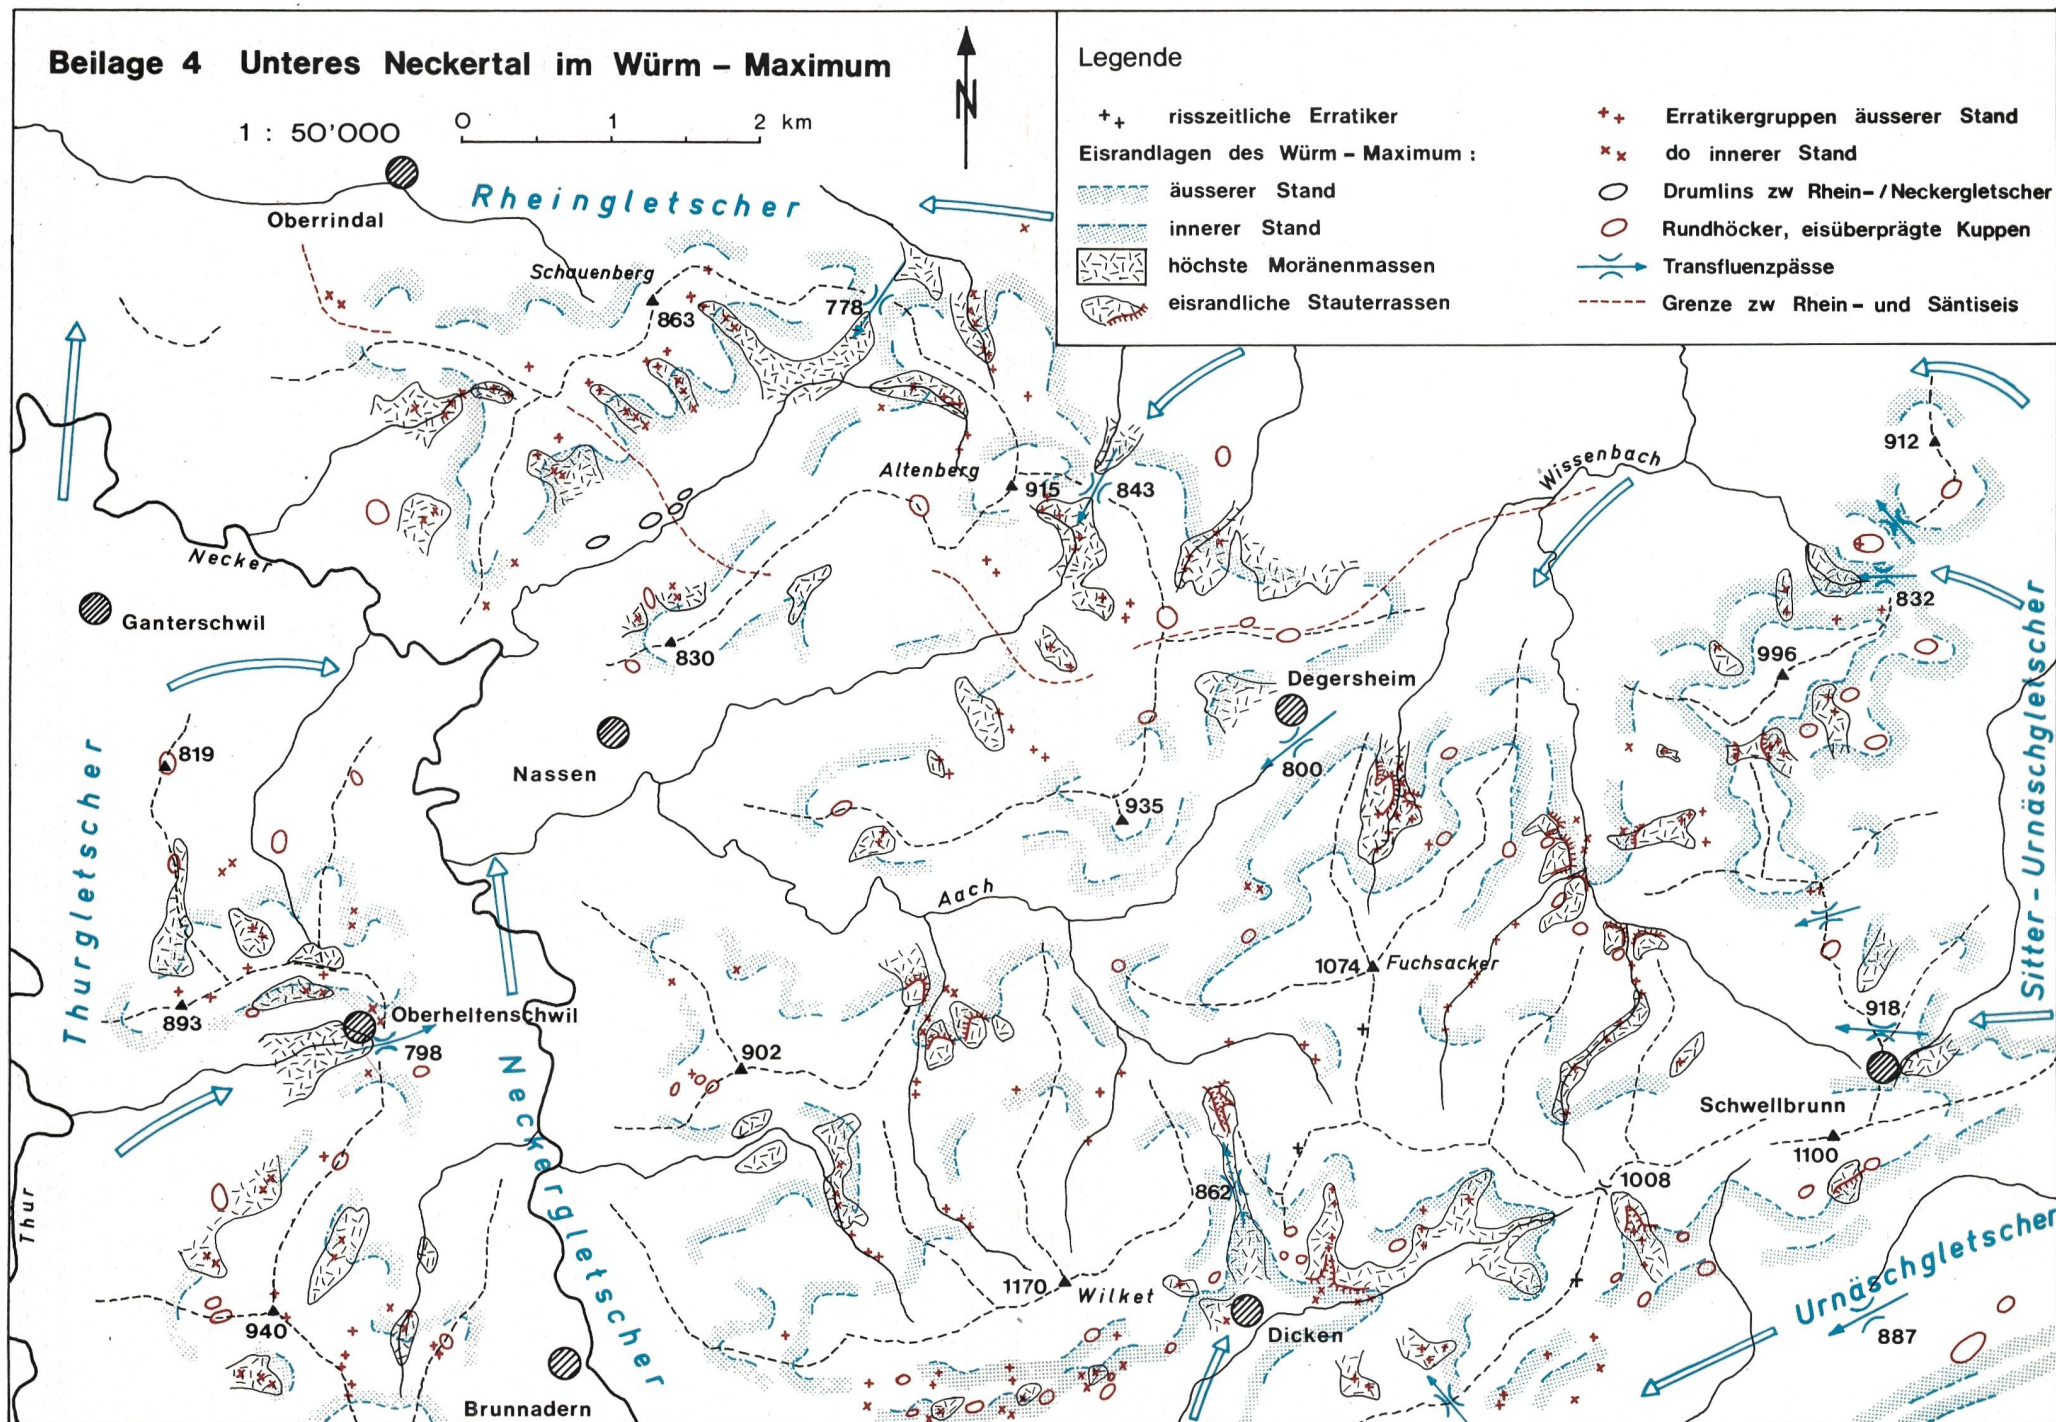 Beilage 4 Unteres Neckertal im Würm – Maximum
1 : 50'000
0 1 2 km
N
Legende
risszeitliche Erratiker
Eisrandlagen des Würm – Maximum :
äusserer Stand
innerer Stand
höchste Moränenmassen
eisrandliche Stauterrassen
Erratikergruppen äusserer Stand
do innerer Stand
Drumlins zw Rhein- / Neckergletscher
Rundhöcker, eisüberprägte Kuppen
Transfluenzpässe
Grenze zw Rhein – und Säntiseis
Rheingletscher
Oberrindal
Schauenberg
863
778
912
Altenberg
915
843
Wissenbach
Necker
Ganterschwil
832
830
996
Degersheim
819
Nassen
800
935
Thurgletscher
Sitter - Urnäschgletscher
Aach
1074
Fuchsacker
893
Oberheltenschwil
798
902
918
Schwellbrunn
1100
Neckergletscher
862
1008
Thur
1170
Wilket
Urnäschgletscher
887
940
Dicken
Brunnadern